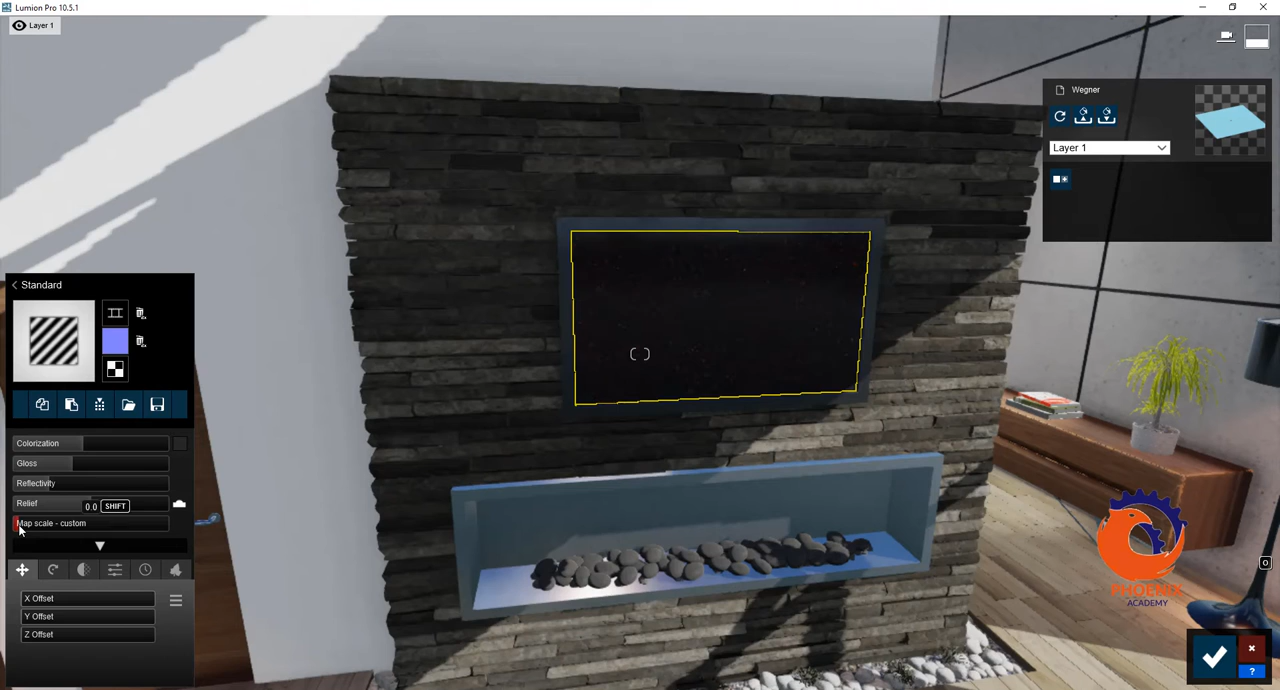 Lumion Pro 10.5.1
Layer 1
Wegner
Layer 1
Standard
Colorization
Gloss
Reflectivity
Relief
0.0 SHIFT
Map scale - custom
X Offset
Y Offset
Z Offset
O
PHOENIX
ACADEMY
?